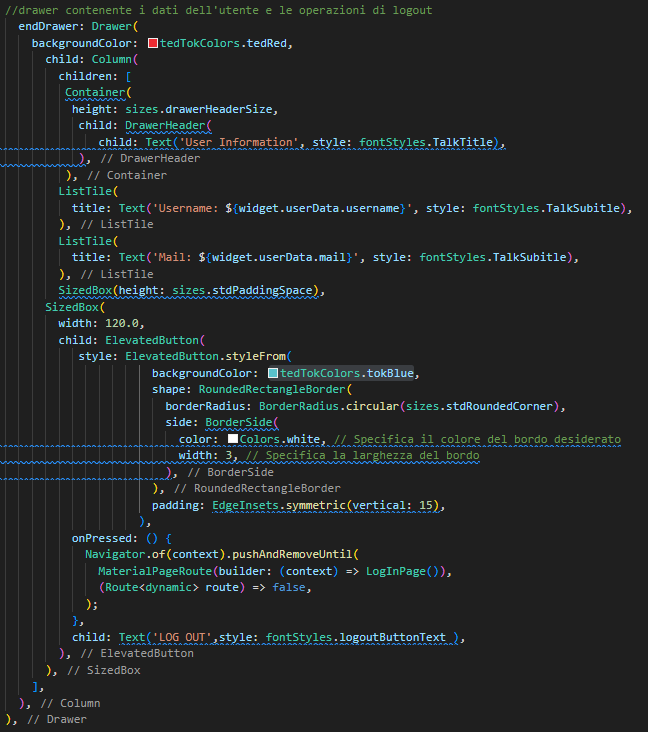 //drawer contenente i dati dell'utente e le operazioni di logout
endDrawer: Drawer(
backgroundColor: tedTokColors.tedRed,
child: Column(
children: [
Container(
height: sizes.drawerHeaderSize,
child: DrawerHeader(
child: Text('User Information', style: fontStyles.TalkTitle),
), // DrawerHeader
), // Container
ListTile(
title: Text('Username: ${widget.userData.username}', style: fontStyles.TalkSubitle),
), // ListTile
ListTile(
title: Text('Mail: ${widget.userData.mail}', style: fontStyles.TalkSubitle),
), // ListTile
SizedBox(height: sizes.stdPaddingSpace),
SizedBox(
width: 120.0,
child: ElevatedButton(
style: ElevatedButton.styleFrom(
backgroundColor: tedTokColors.tokBlue,
shape: RoundedRectangleBorder(
borderRadius: BorderRadius.circular(sizes.stdRoundedCorner),
side: BorderSide(
color: Colors.white, // Specifica il colore del bordo desiderato
width: 3, // Specifica la larghezza del bordo
), // BorderSide
), // RoundedRectangleBorder
padding: EdgeInsets.symmetric(vertical: 15),
),
onPressed: () {
Navigator.of(context).pushAndRemoveUntil(
MaterialPageRoute(builder: (context) => LogInPage()),
(Route<dynamic> route) => false,
);
},
child: Text('LOG OUT',style: fontStyles.logoutButtonText ),
), // ElevatedButton
), // SizedBox
],
), // Column
), // Drawer